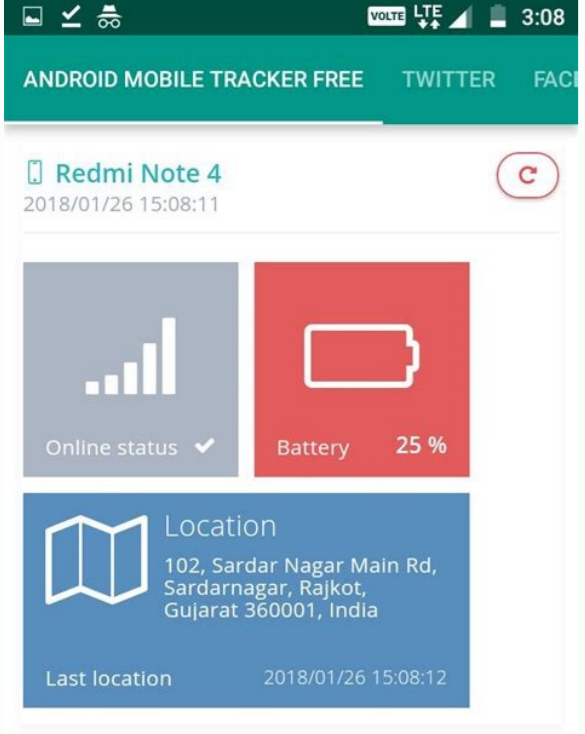 VOLTE LTE 3:08
ANDROID MOBILE TRACKER FREE TWITTER FACE
Redmi Note 4
2018/01/26 15:08:11
Online status
Battery 25 %
Location
102, Sardar Nagar Main Rd,
Sardarnagar, Rajkot,
Gujarat 360001, India
Last location 2018/01/26 15:08:12